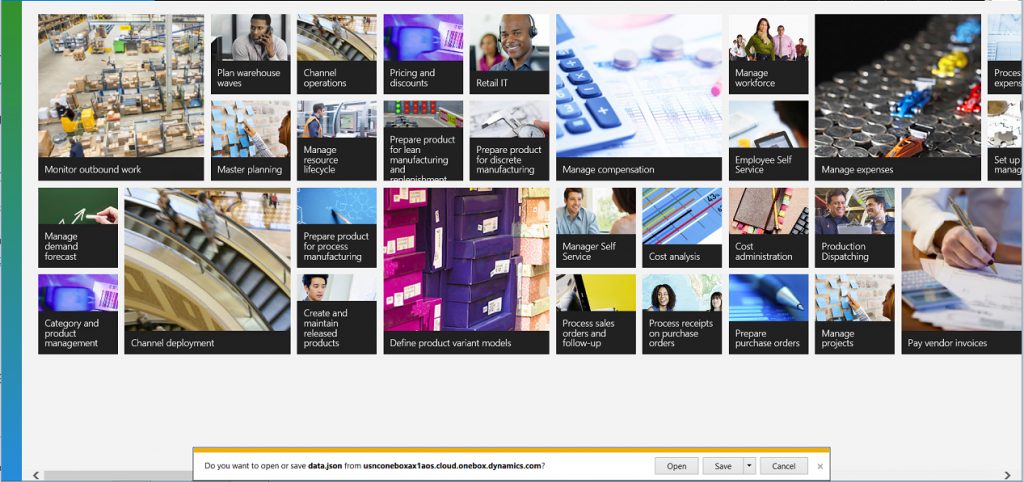 Monitor outbound work
Plan warehouse
waves
Channel
operations
Pricing and
discounts
Retail IT
Master planning
Manage
resource
lifecycle
Prepare product
for lean
manufacturing
and
replenishment
Prepare product
for discrete
manufacturing
Manage compensation
Manage
workforce
Employee Self
Service
Manage expenses
Process
expens
Set up
manag
Manage
demand
forecast
Category and
product
management
Channel deployment
Prepare product
for process
manufacturing
Create and
maintain
released
products
Define product variant models
Manager Self
Service
Cost analysis
Process sales
orders and
follow-up
Process receipts
on purchase
orders
Cost
administration
Production
Dispatching
Prepare
purchase orders
Manage
projects
Pay vendor invoices
Do you want to open or save data.json from usnconeboxax1aos.cloud.onebox.dynamics.com?
Open
Save
Cancel